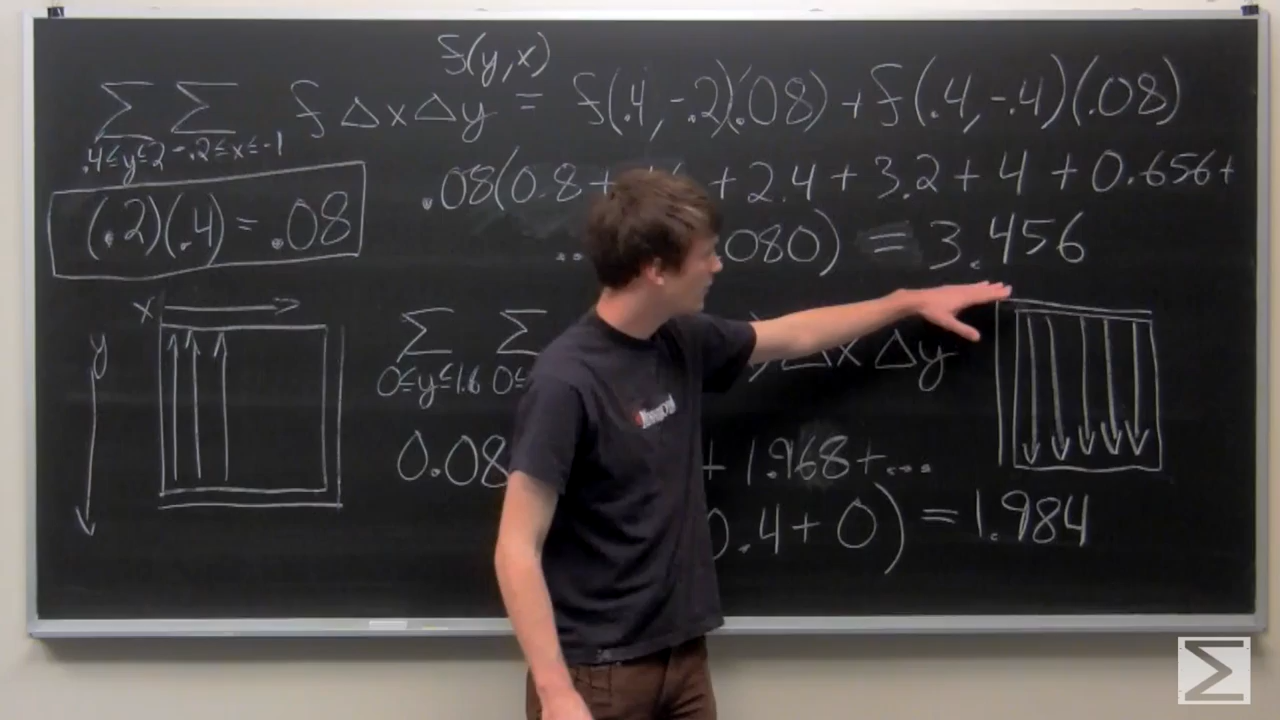 f(y,x)
∑ ∑ f Δx Δy = f(.4,-.2)(.08) + f(.4,-.4)(.08)
.4≤y≤2 -.2≤x≤-1
.08(0.8+ +2.4+3.2+4+0.656+
(.2)(.4) = .08
.. 080) = 3.456
x
y
∑ ∑ Δx Δy
0≤y≤1.6 0≤
0.08 +1.968+...
0.4+0) =1.984
Σ